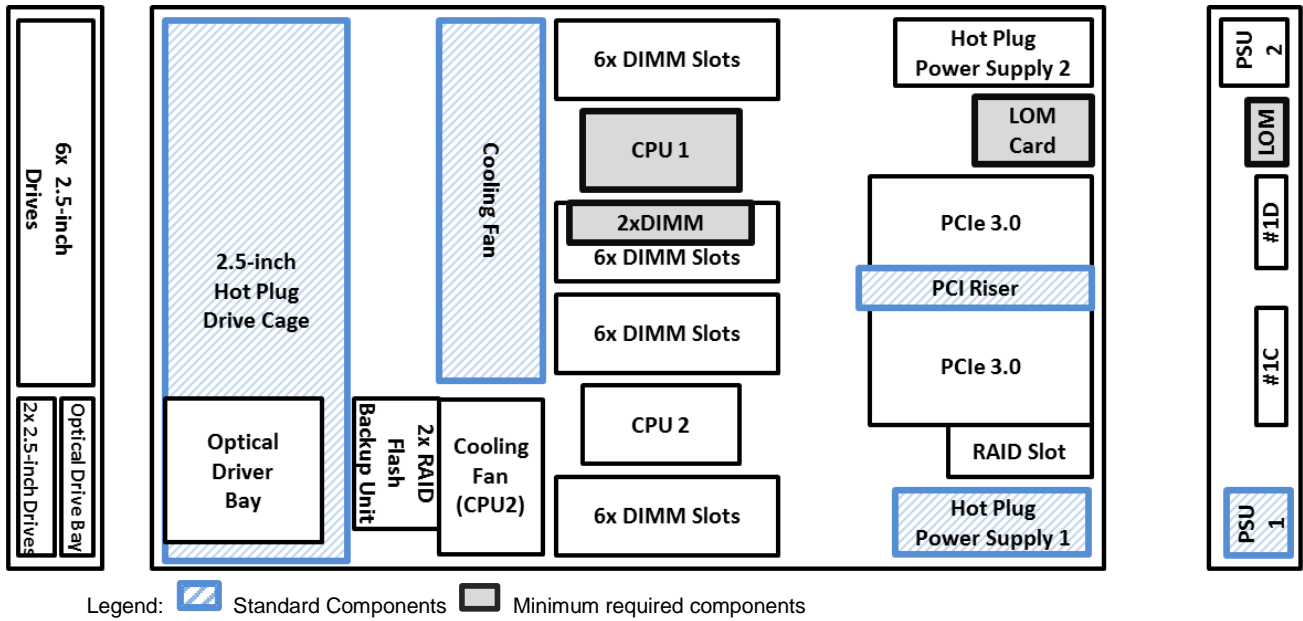 6x 2.5-inch
Drives
2x 2.5-inch Drives
Optical Drive Bay
2.5-inch
Hot Plug
Drive Cage
Optical
Driver
Bay
2x RAID
Flash
Backup Unit
Cooling Fan
Cooling
Fan
(CPU2)
6x DIMM Slots
CPU 1
2xDIMM
6x DIMM Slots
6x DIMM Slots
CPU 2
6x DIMM Slots
Hot Plug
Power Supply 2
LOM
Card
PCIe 3.0
PCI Riser
PCIe 3.0
RAID Slot
Hot Plug
Power Supply 1
PSU
2
LOM
#1D
#1C
PSU
1
Legend: Standard Components Minimum required components